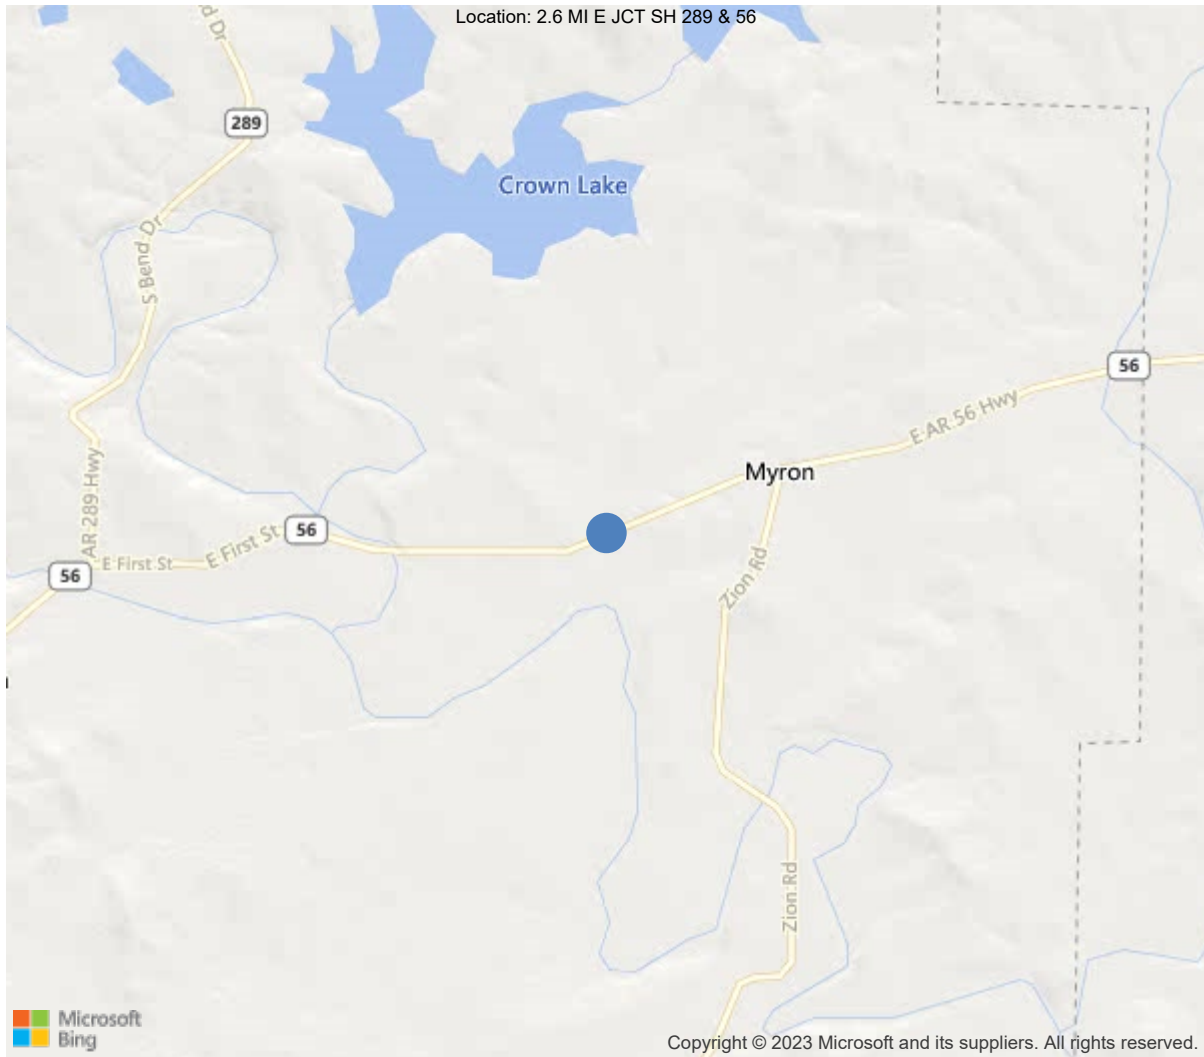 Location: 2.6 MI E JCT SH 289 & 56
d Dr
289
Crown Lake
S Bend Dr
56
E AR 56 Hwy
Myron
AR 289 Hwy
56
E First St
E First St
56
Zion Rd
Zion Rd
Microsoft
Bing
Copyright © 2023 Microsoft and its suppliers. All rights reserved.